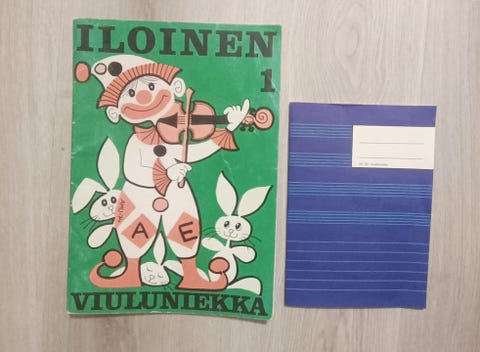 ILOINEN
1
A E
VIULUNIEKKA